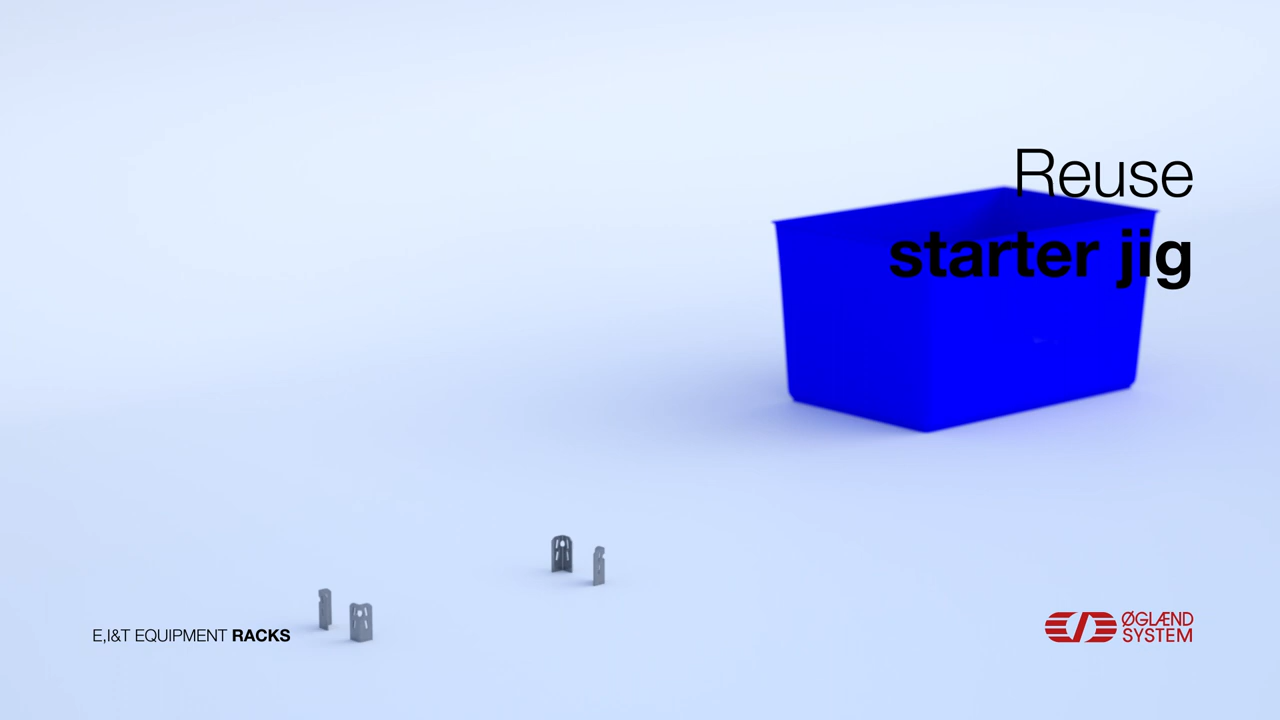 Reuse
starter jig
E,I&T EQUIPMENT RACKS
ØGLÆND
SYSTEM